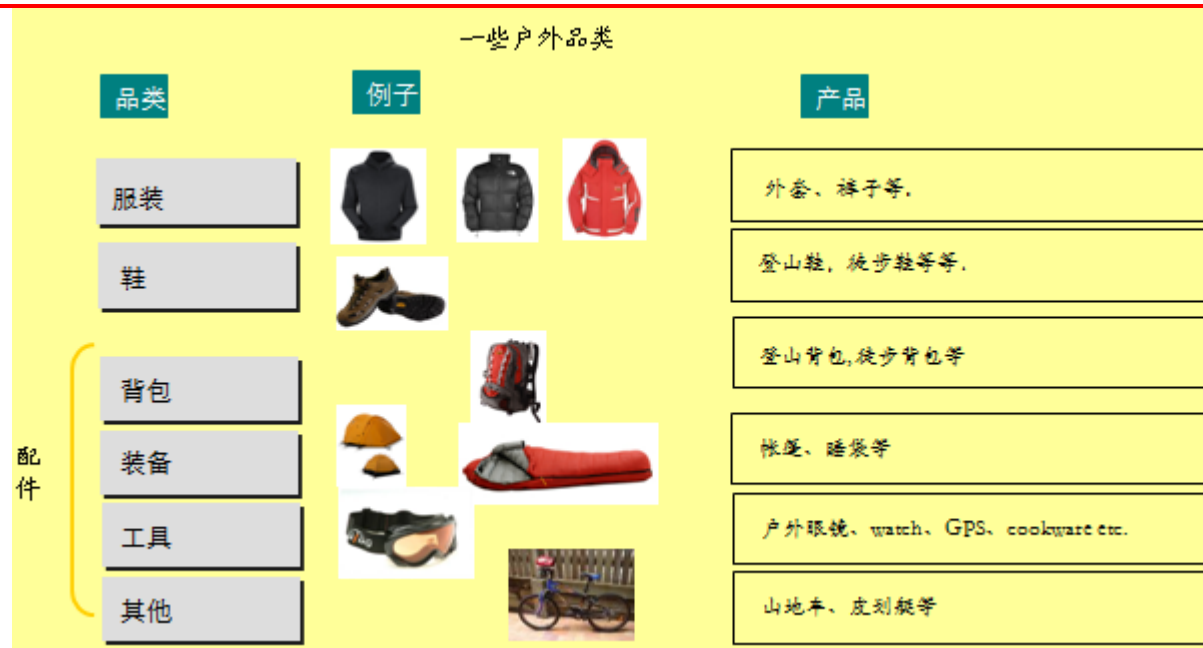 一些户外品类
品类
例子
产品
服装
外套、裤子等.
鞋
登山鞋, 徒步鞋等等.
背包
登山背包,徒步背包等
配件
装备
帐篷、睡袋等
工具
户外眼镜、watch、GPS、cookware etc.
其他
山地车、皮划艇等